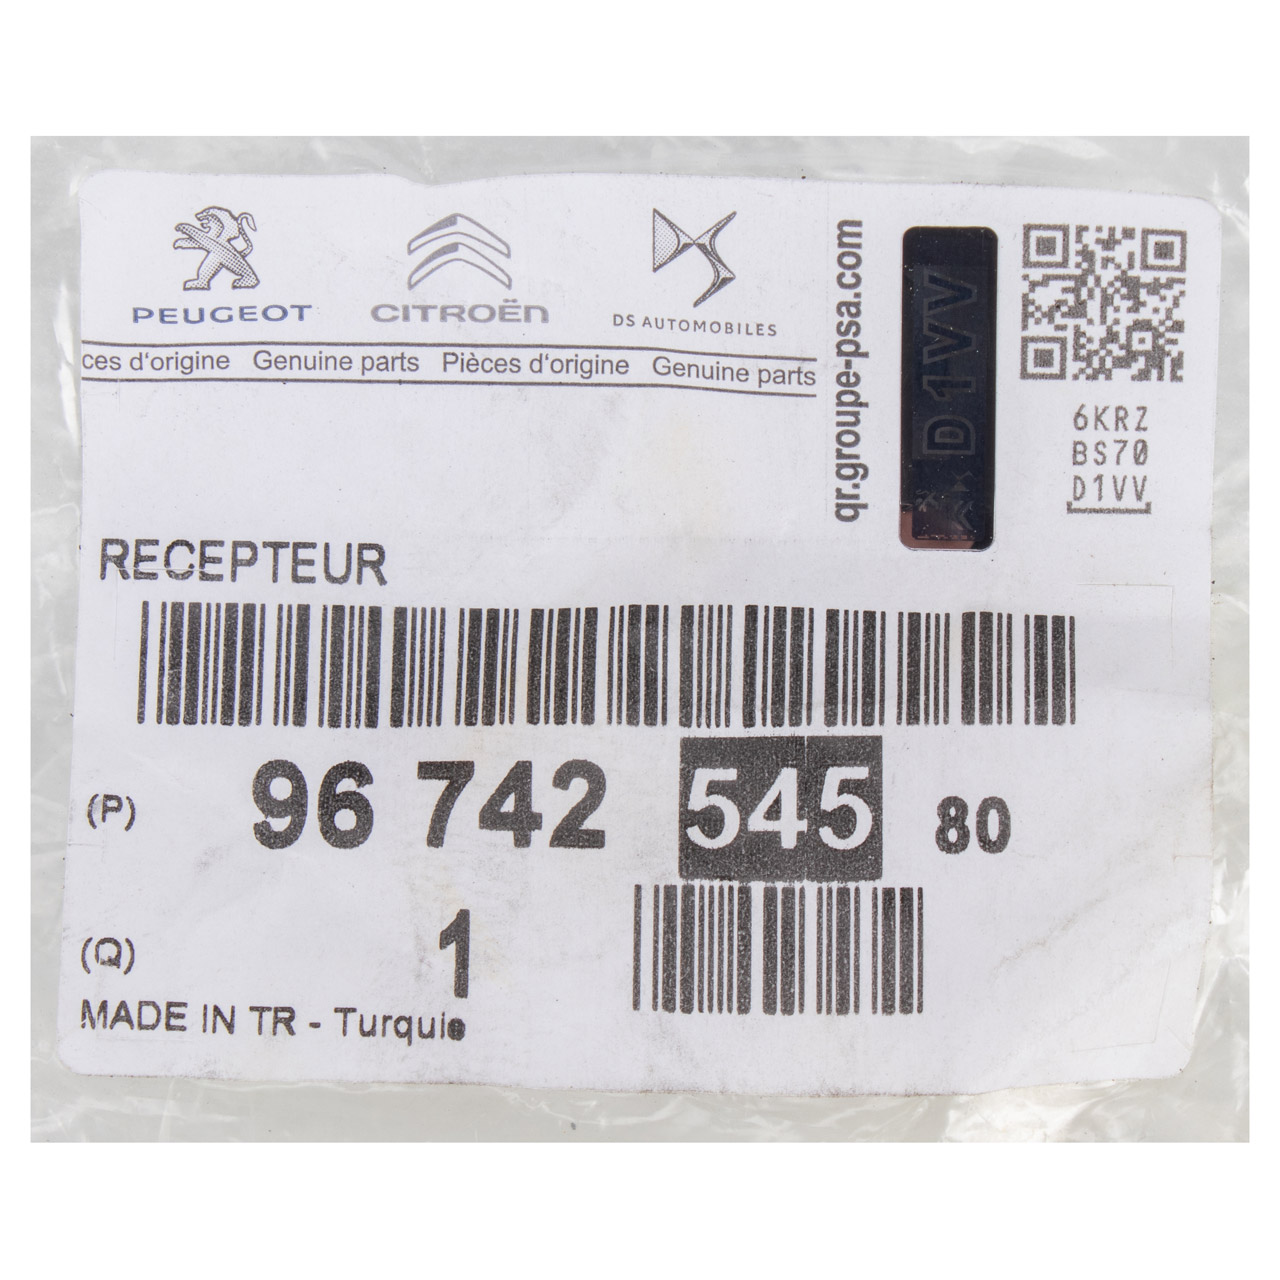 PEUGEOT CITROËN DS AUTOMOBILES
ces d'origine Genuine parts Pièces d'origine Genuine parts
qr.groupe-psa.com
D1VV
6KRZ
BS70
D1VV
RECEPTEUR
(P) 96 742 545 80
(Q) 1
MADE IN TR - Turquie